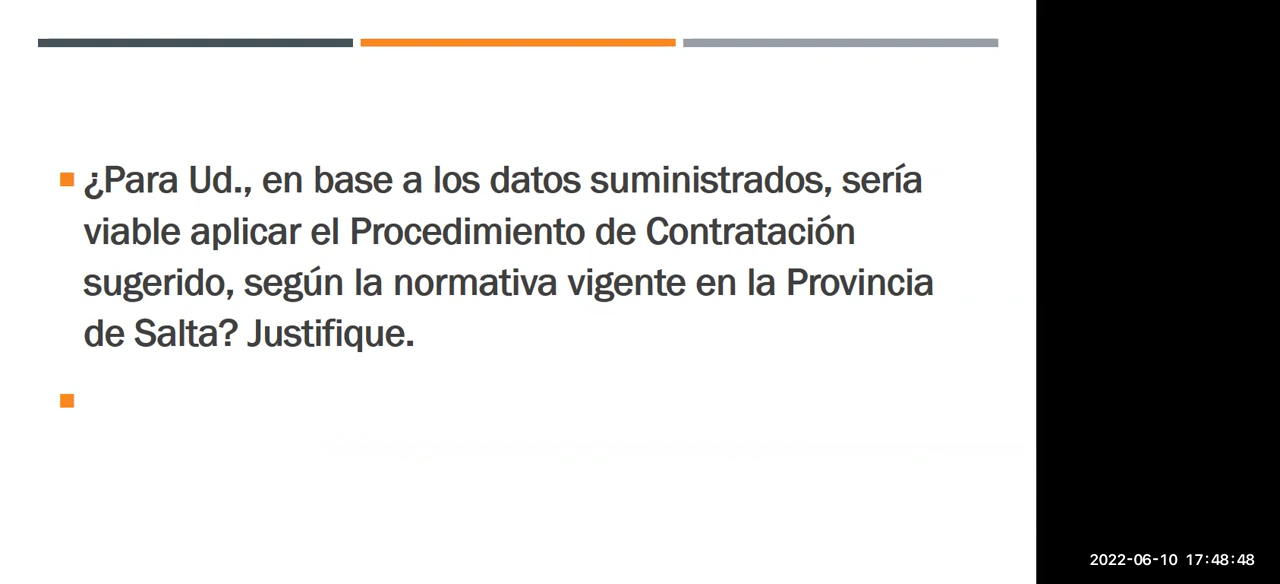 ¿Para Ud., en base a los datos suministrados, sería
viable aplicar el Procedimiento de Contratación
sugerido, según la normativa vigente en la Provincia
de Salta? Justifique.
2022-06-10 17:48:48